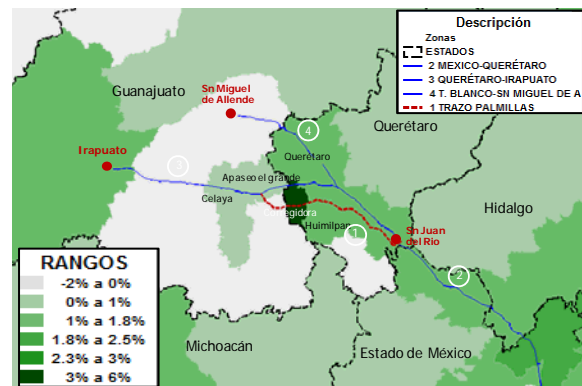 Descripción
Zonas
ESTADOS
2 MEXICO-QUERÉTARO
3 QUERÉTARO-IRAPUATO
4 T. BLANCO-SN MIGUEL DE A
1 TRAZO PALMILLAS
Sn Miguel
de Allende
Guanajuato
4
Querétaro
Irapuato
3
Querétaro
Apaseo el grande
Celaya
Corregidora
Huimilpan
1
Sn Juan
del Rio
Hidalgo
2
RANGOS
-2% a 0%
0% a 1%
1% a 1.8%
1.8% a 2.5%
2.3% a 3%
3% a 6%
Michoacán
Estado de México